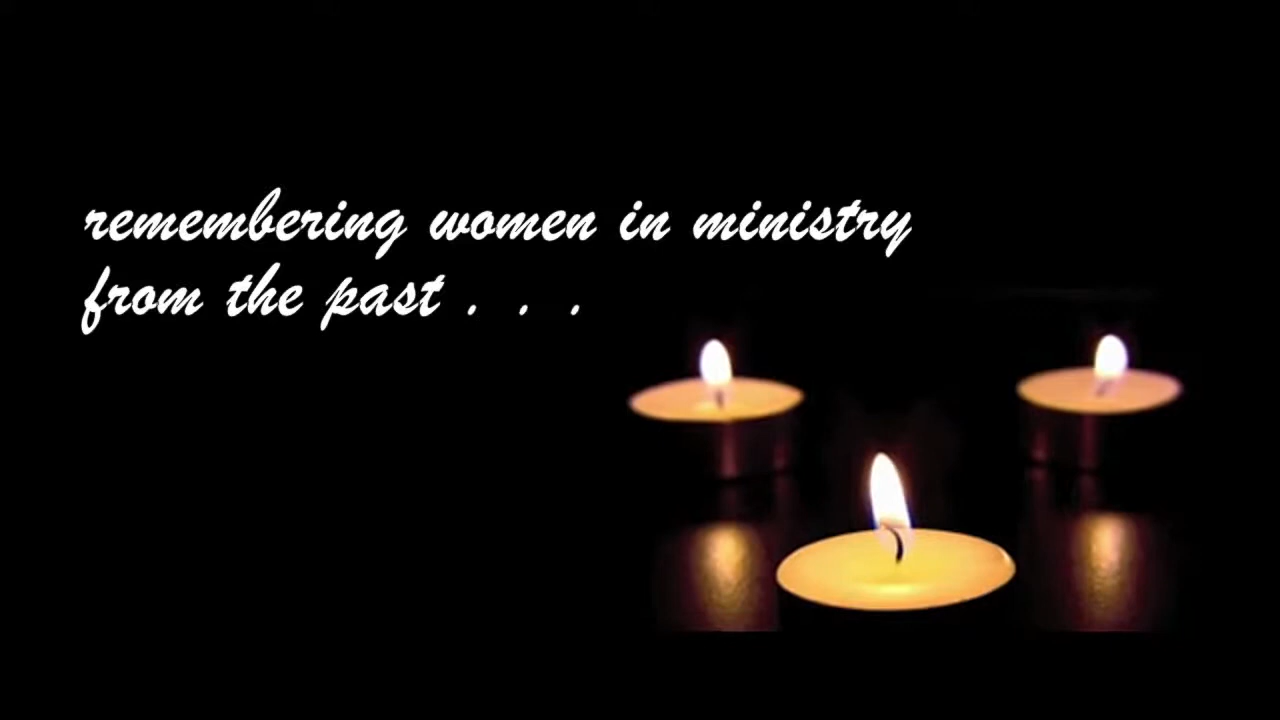 remembering women in ministry
from the past . . .